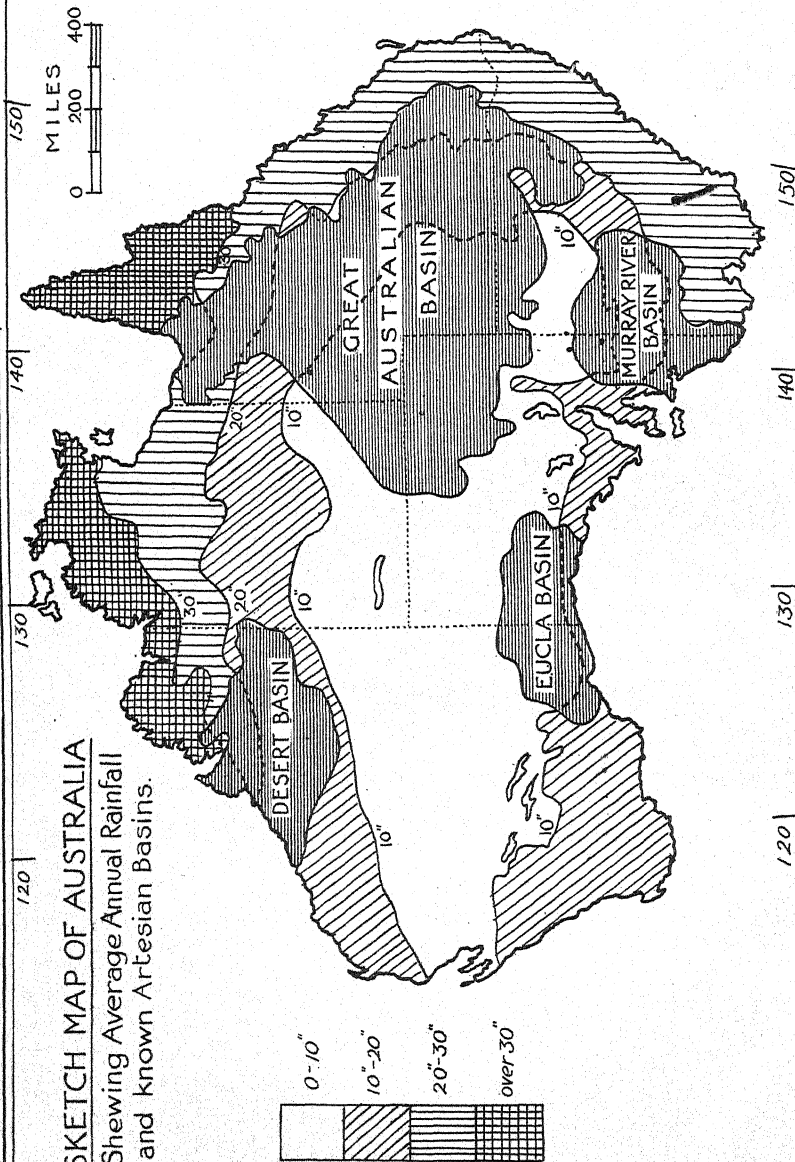 SKETCH MAP OF AUSTRALIA
Shewing Average Annual Rainfall
and known Artesian Basins.
MILES
0 200 400
120
130
140
150
0-10"
10"-20"
20"-30"
over 30"
30"
20"
10"
20"
10"
30"
10"
10"
10"
10"
DESERT BASIN
GREAT
AUSTRALIAN
BASIN
EUCLA BASIN
MURRAY RIVER
BASIN
120
130
140
150